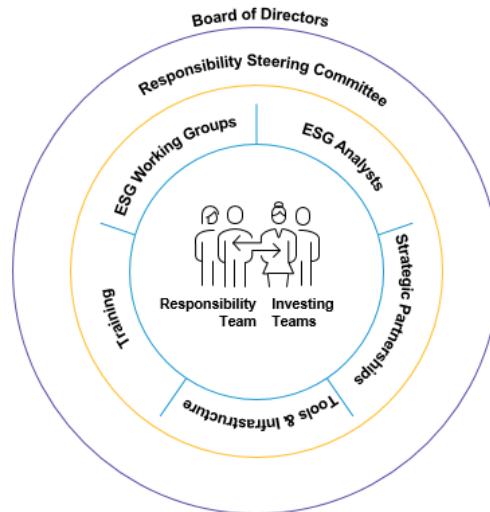 Board of Directors
Responsibility Steering Committee
ESG Working Groups
ESG Analysts
Strategic Partnerships
Tools & Infrastructure
Training
Responsibility Team
Investing Teams